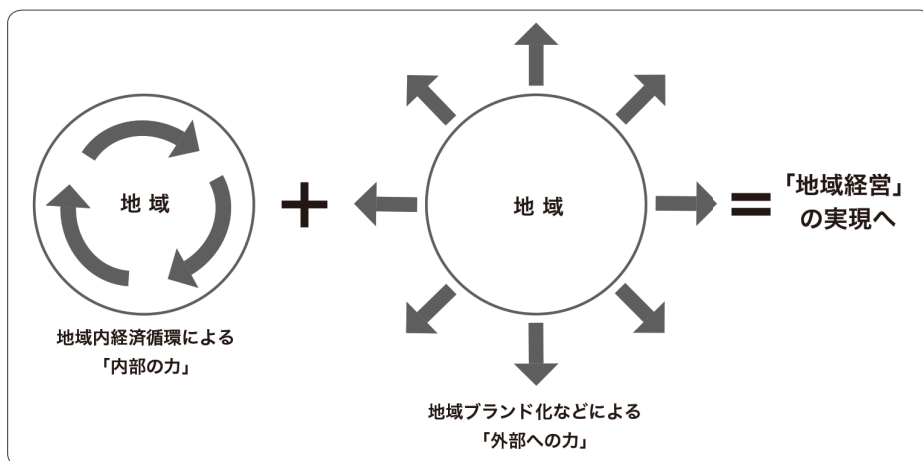 地域
地域内経済循環による
「内部の力」
+
地域
地域ブランド化などによる
「外部への力」
=
「地域経営」
の実現へ